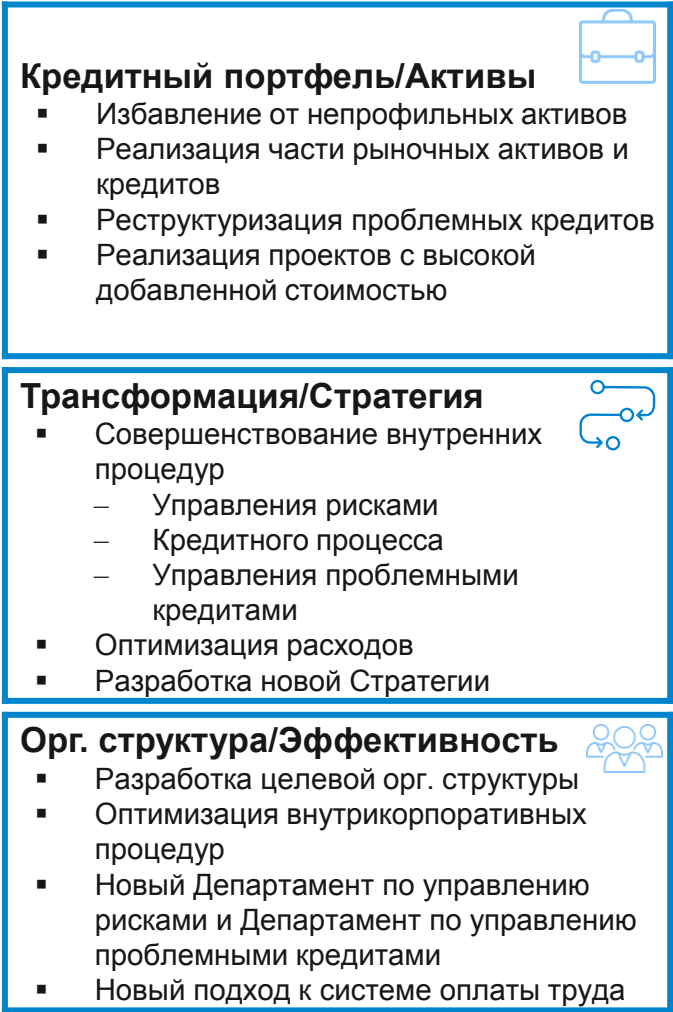 Кредитный портфель/Активы
▪ Избавление от непрофильных активов
▪ Реализация части рыночных активов и
кредитов
▪ Реструктуризация проблемных кредитов
▪ Реализация проектов с высокой
добавленной стоимостью
Трансформация/Стратегия
▪ Совершенствование внутренних
процедур
– Управления рисками
– Кредитного процесса
– Управления проблемными
кредитами
▪ Оптимизация расходов
▪ Разработка новой Стратегии
Орг. структура/Эффективность
▪ Разработка целевой орг. структуры
▪ Оптимизация внутрикорпоративных
процедур
▪ Новый Департамент по управлению
рисками и Департамент по управлению
проблемными кредитами
▪ Новый подход к системе оплаты труда